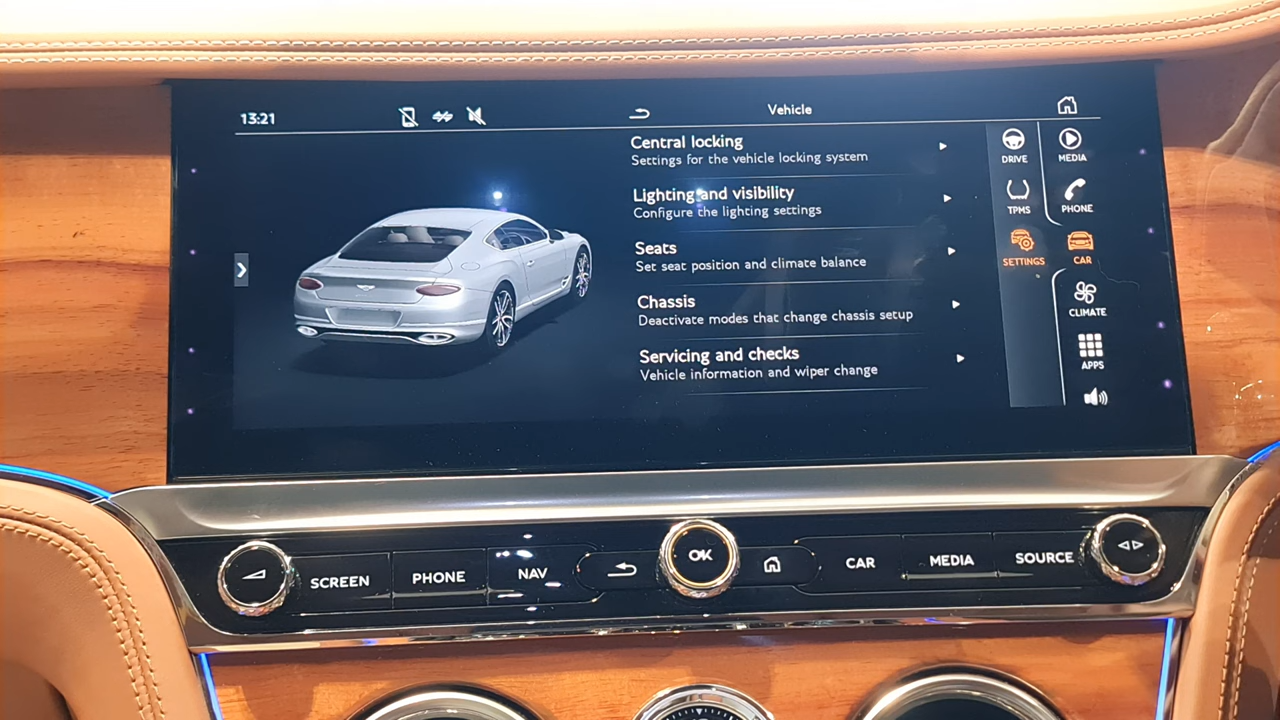 13:21
Vehicle
Central locking
Settings for the vehicle locking system
Lighting and visibility
Configure the lighting settings
Seats
Set seat position and climate balance
Chassis
Deactivate modes that change chassis setup
Servicing and checks
Vehicle information and wiper change
DRIVE
MEDIA
TPMS
PHONE
SETTINGS
CAR
CLIMATE
APPS
SCREEN
PHONE
NAV
OK
CAR
MEDIA
SOURCE